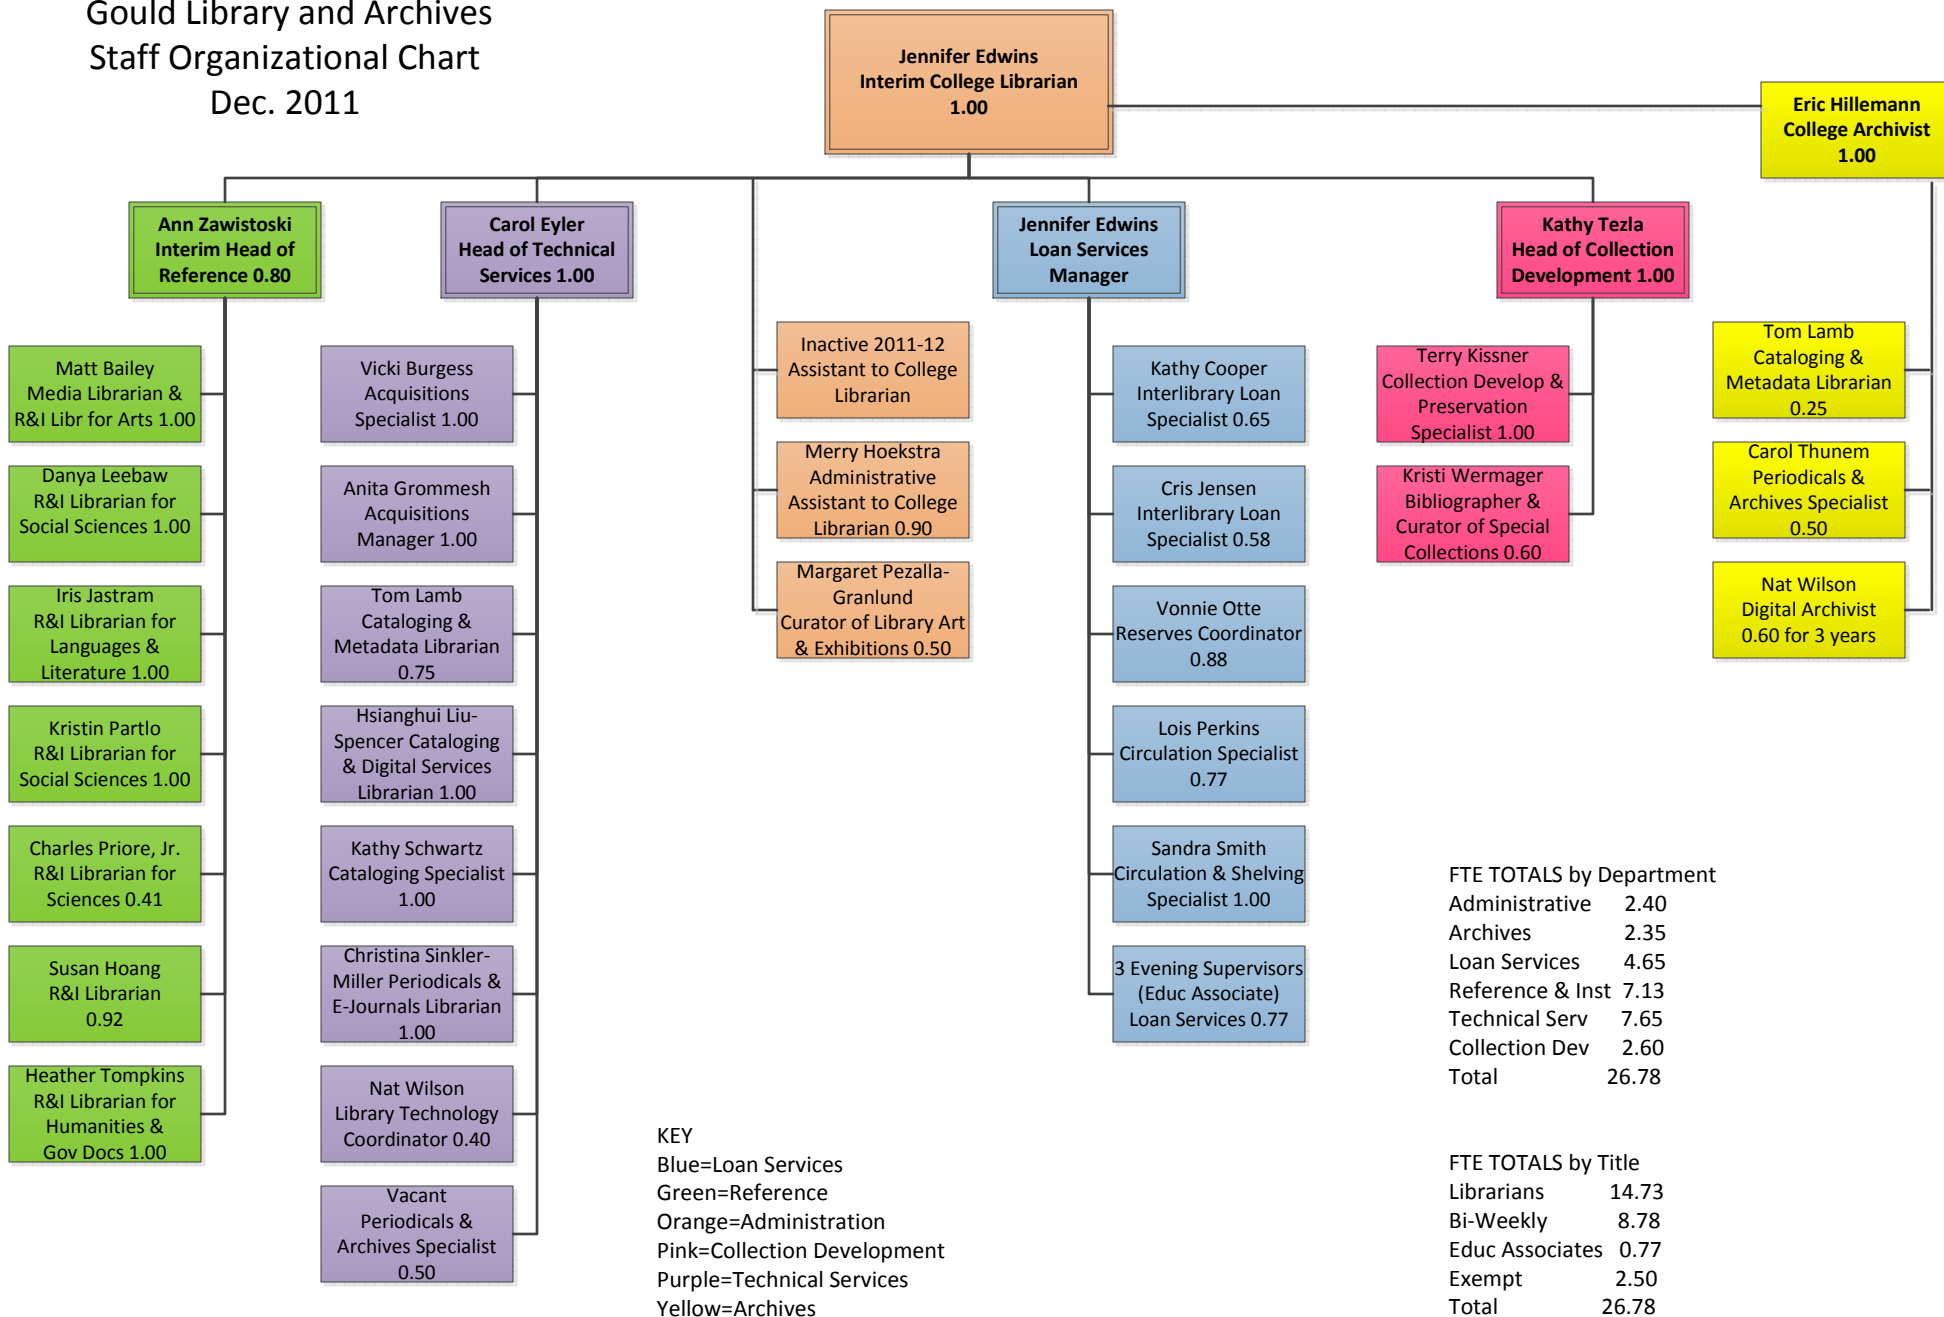 Gould Library and Archives
Staff Organizational Chart
Dec. 2011
Jennifer Edwins
Interim College Librarian
1.00
Eric Hillemann
College Archivist
1.00
Ann Zawistoski
Interim Head of
Reference 0.80
Carol Eyler
Head of Technical
Services 1.00
Jennifer Edwins
Loan Services
Manager
Kathy Tezla
Head of Collection
Development 1.00
Matt Bailey
Media Librarian &
R&I Libr for Arts 1.00
Danya Leebaw
R&I Librarian for
Social Sciences 1.00
Iris Jastram
R&I Librarian for
Languages &
Literature 1.00
Kristin Partlo
R&I Librarian for
Social Sciences 1.00
Charles Priore, Jr.
R&I Librarian for
Sciences 0.41
Susan Hoang
R&I Librarian
0.92
Heather Tompkins
R&I Librarian for
Humanities &
Gov Docs 1.00
Vicki Burgess
Acquisitions
Specialist 1.00
Anita Grommesh
Acquisitions
Manager 1.00
Tom Lamb
Cataloging &
Metadata Librarian
0.75
Hsianghui Liu-
Spencer Cataloging
& Digital Services
Librarian 1.00
Kathy Schwartz
Cataloging Specialist
1.00
Christina Sinkler-
Miller Periodicals &
E-Journals Librarian
1.00
Nat Wilson
Library Technology
Coordinator 0.40
Vacant
Periodicals &
Archives Specialist
0.50
Inactive 2011-12
Assistant to College
Librarian
Merry Hoekstra
Administrative
Assistant to College
Librarian 0.90
Margaret Pezalla-
Granlund
Curator of Library Art
& Exhibitions 0.50
Kathy Cooper
Interlibrary Loan
Specialist 0.65
Cris Jensen
Interlibrary Loan
Specialist 0.58
Vonnie Otte
Reserves Coordinator
0.88
Lois Perkins
Circulation Specialist
0.77
Sandra Smith
Circulation & Shelving
Specialist 1.00
3 Evening Supervisors
(Educ Associate)
Loan Services 0.77
Terry Kissner
Collection Develop &
Preservation
Specialist 1.00
Kristi Wermager
Bibliographer &
Curator of Special
Collections 0.60
Tom Lamb
Cataloging &
Metadata Librarian
0.25
Carol Thunem
Periodicals &
Archives Specialist
0.50
Nat Wilson
Digital Archivist
0.60 for 3 years
KEY
Blue=Loan Services
Green=Reference
Orange=Administration
Pink=Collection Development
Purple=Technical Services
Yellow=Archives
FTE TOTALS by Department
Administrative 2.40
Archives 2.35
Loan Services 4.65
Reference & Inst 7.13
Technical Serv 7.65
Collection Dev 2.60
Total 26.78
FTE TOTALS by Title
Librarians 14.73
Bi-Weekly 8.78
Educ Associates 0.77
Exempt 2.50
Total 26.78